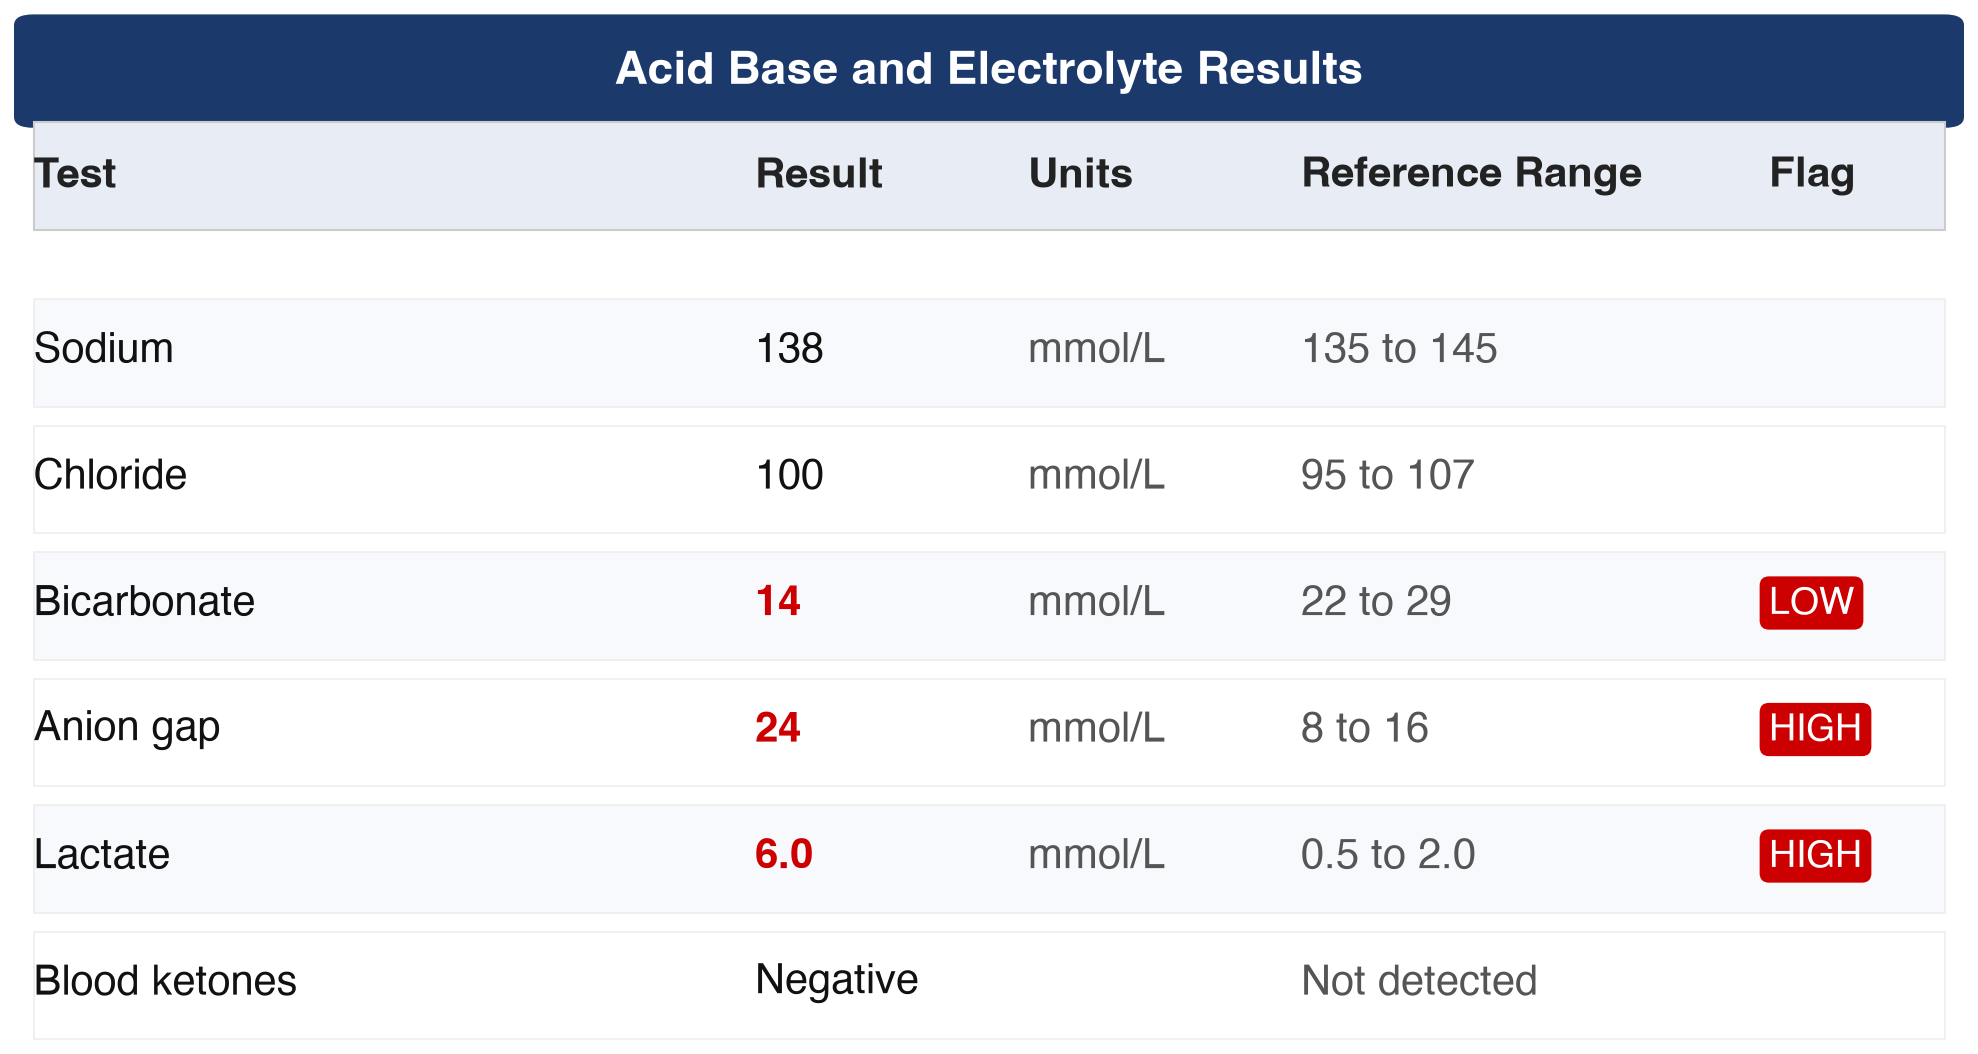 Acid Base and Electrolyte Results
Test Result Units Reference Range Flag
Sodium 138 mmol/L 135 to 145
Chloride 100 mmol/L 95 to 107
Bicarbonate 14 mmol/L 22 to 29 LOW
Anion gap 24 mmol/L 8 to 16 HIGH
Lactate 6.0 mmol/L 0.5 to 2.0 HIGH
Blood ketones Negative Not detected